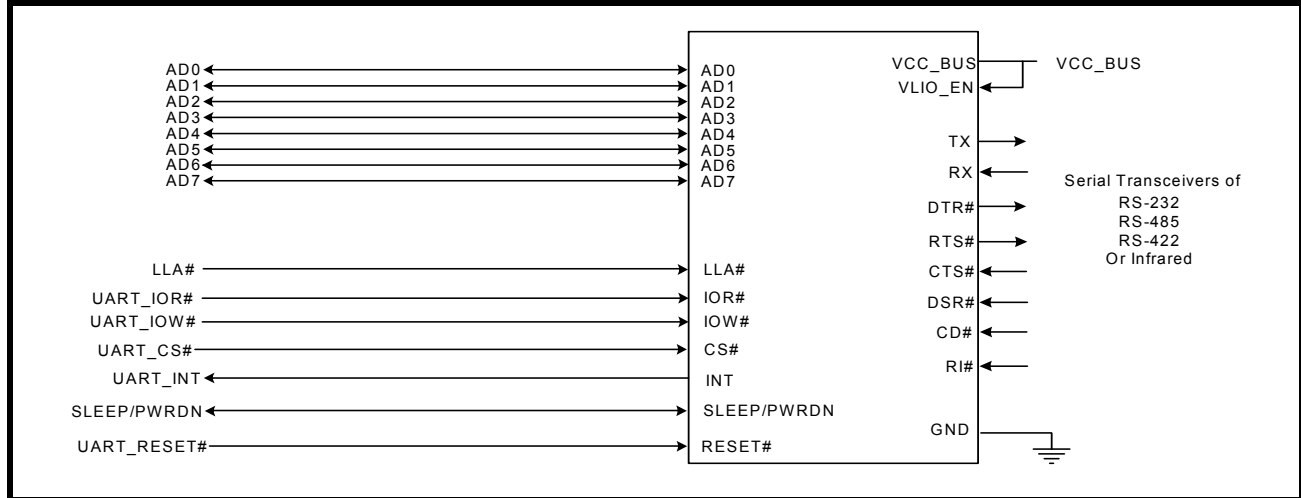 AD0
AD1
AD2
AD3
AD4
AD5
AD6
AD7
LLA#
UART_IOR#
UART_IOW#
UART_CS#
UART_INT
SLEEP/PWRDN
UART_RESET#
AD0
AD1
AD2
AD3
AD4
AD5
AD6
AD7
LLA#
IOR#
IOW#
CS#
INT
SLEEP/PWRDN
RESET#
VCC_BUS
VLIO_EN
TX
RX
DTR#
RTS#
CTS#
DSR#
CD#
RI#
GND
VCC_BUS
Serial Transceivers of
RS-232
RS-485
RS-422
Or Infrared